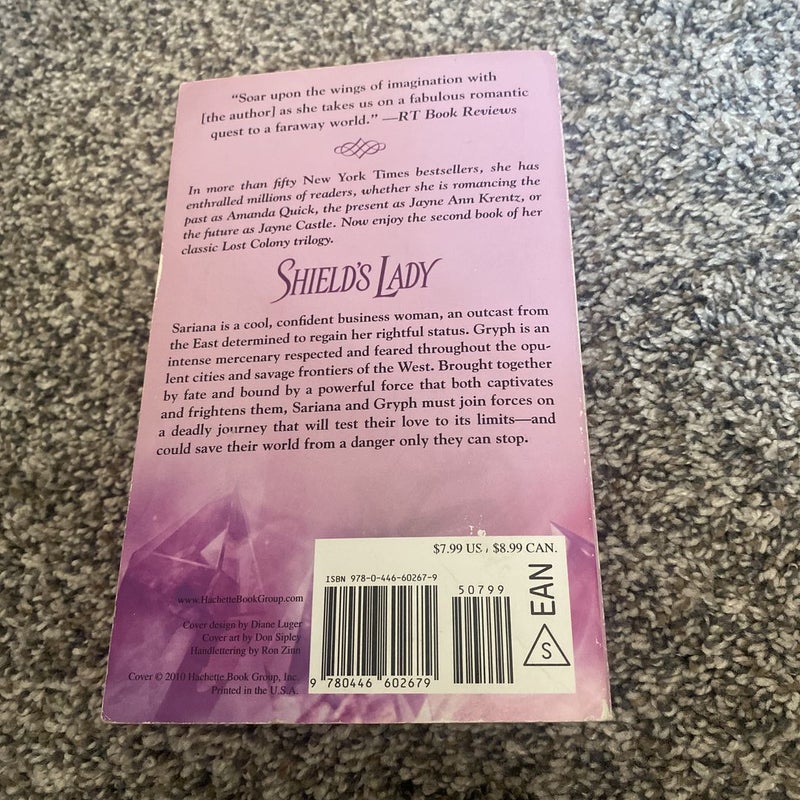 “Soar upon the wings of imagination with
[the author] as she takes us on a fabulous romantic
quest to a faraway world.” —RT Book Reviews
In more than fifty New York Times bestsellers, she has
enthralled millions of readers, whether she is romancing the
past as Amanda Quick, the present as Jayne Ann Krentz, or
the future as Jayne Castle. Now enjoy the second book of her
classic Lost Colony trilogy.
SHIELD'S LADY
Sariana is a cool, confident business woman, an outcast from
the East determined to regain her rightful status. Gryph is an
intense mercenary respected and feared throughout the opu-
lent cities and savage frontiers of the West. Brought together
by fate and bound by a powerful force that both captivates
and frightens them, Sariana and Gryph must join forces on
a deadly journey that will test their love to its limits—and
could save their world from a danger only they can stop.
$7.99 US / $8.99 CAN.
ISBN 978-0-446-60267-9
50799
EAN
S
9 780446 602679
www.HachetteBookGroup.com
Cover design by Diane Luger
Cover art by Don Sipley
Handlettering by Ron Zinn
Cover © 2010 Hachette Book Group, Inc.
Printed in the U.S.A.